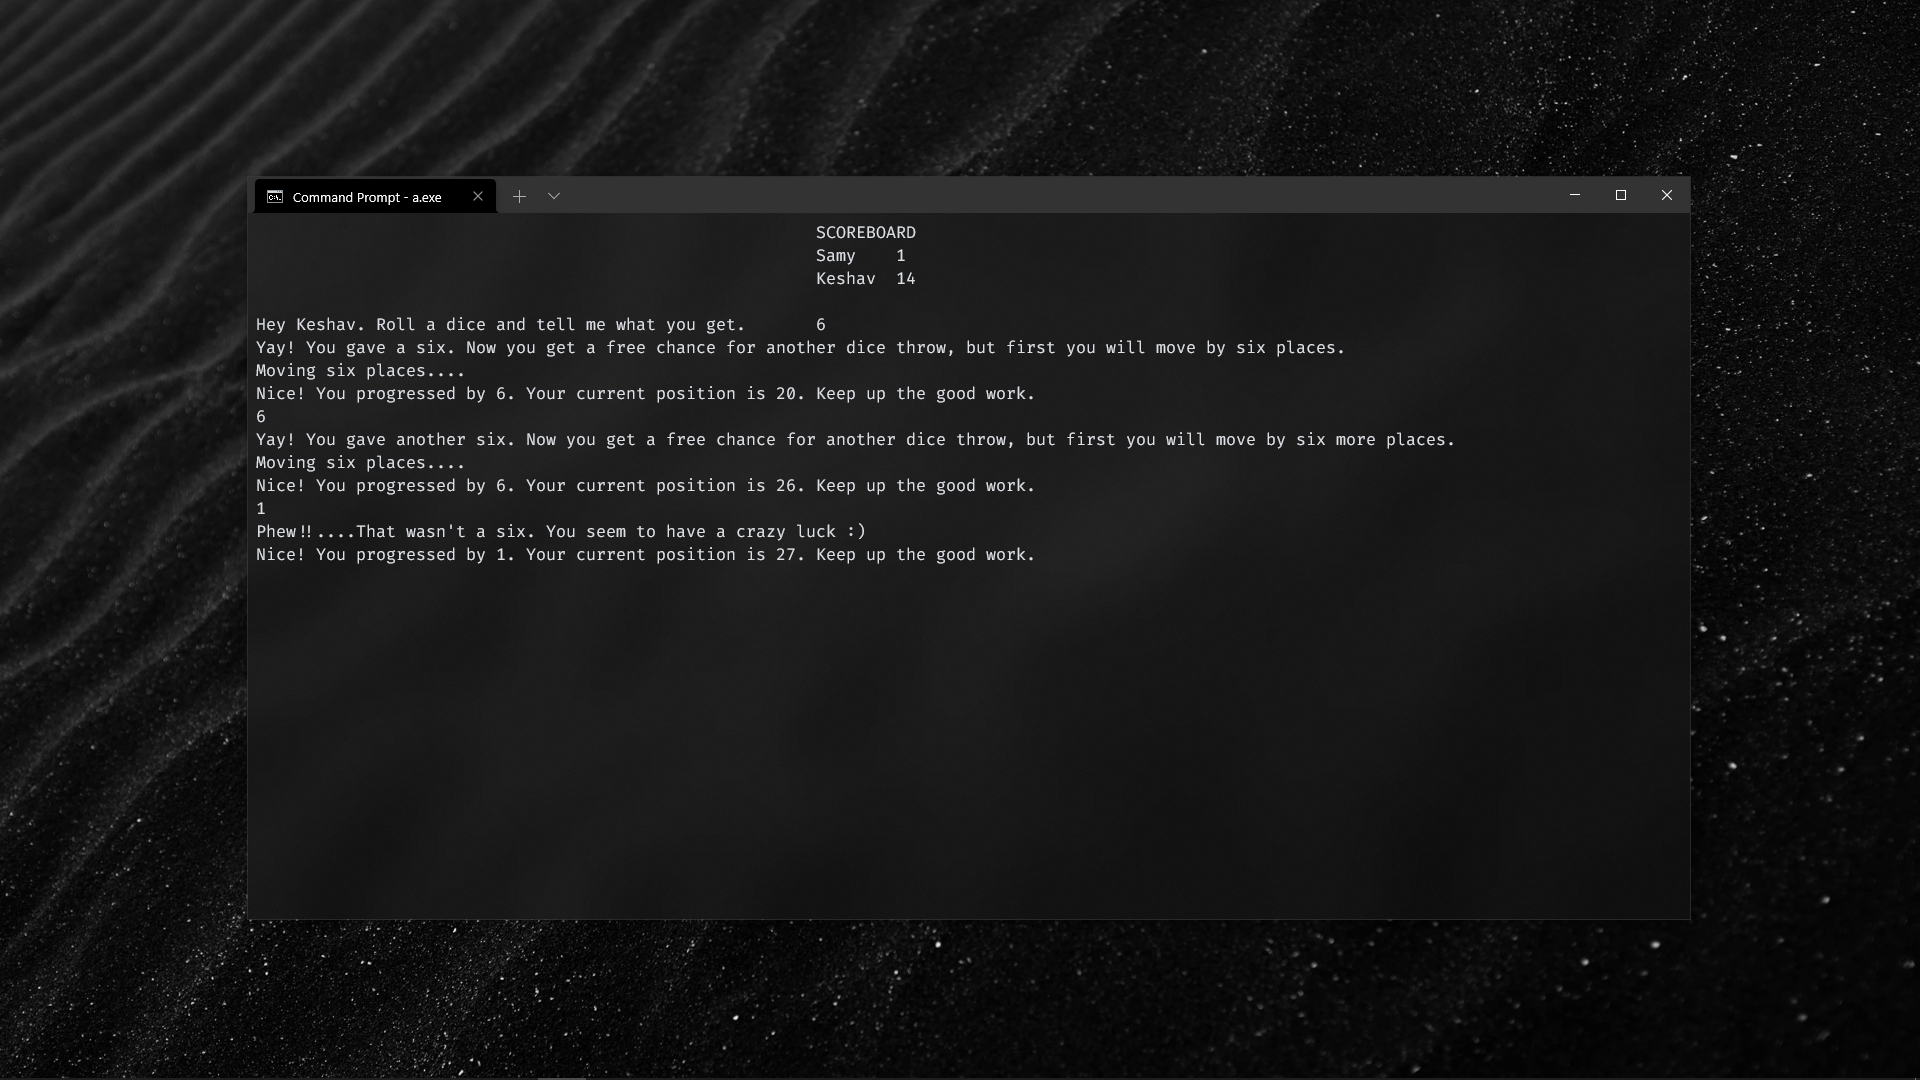 Command Prompt - a.exe
SCOREBOARD
Samy    1
Keshav  14
Hey Keshav. Roll a dice and tell me what you get.       6
Yay! You gave a six. Now you get a free chance for another dice throw, but first you will move by six places.
Moving six places....
Nice! You progressed by 6. Your current position is 20. Keep up the good work.
6
Yay! You gave another six. Now you get a free chance for another dice throw, but first you will move by six more places.
Moving six places....
Nice! You progressed by 6. Your current position is 26. Keep up the good work.
1
Phew!!....That wasn't a six. You seem to have a crazy luck :)
Nice! You progressed by 1. Your current position is 27. Keep up the good work.